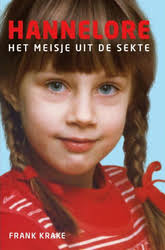 HANNELORE
HET MEISJE UIT DE SEKTE
FRANK KRAKE